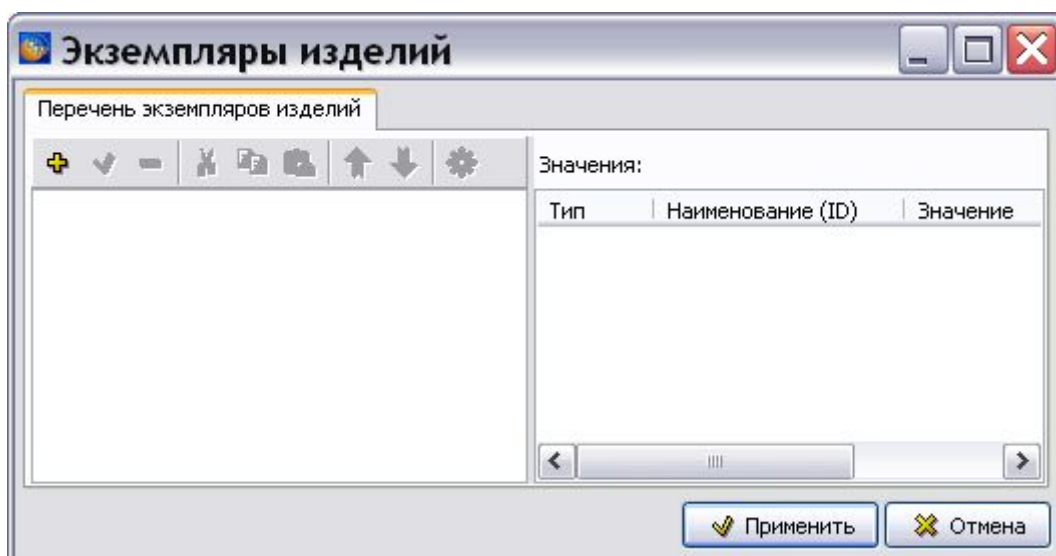 Экземпляры изделий
Перечень экземпляров изделий
Значения:
Тип Наименование (ID) Значение
Применить Отмена